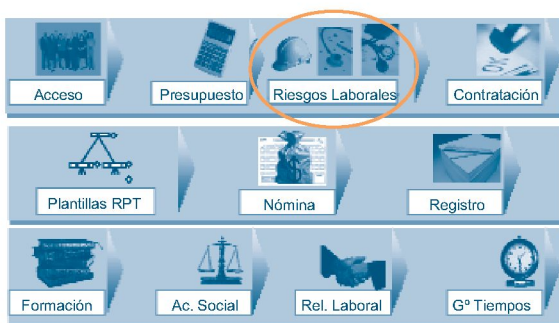 Acceso
Presupuesto
Riesgos Laborales
Contratación
Plantillas RPT
Nómina
Registro
Formación
Ac. Social
Rel. Laboral
Gº Tiempos